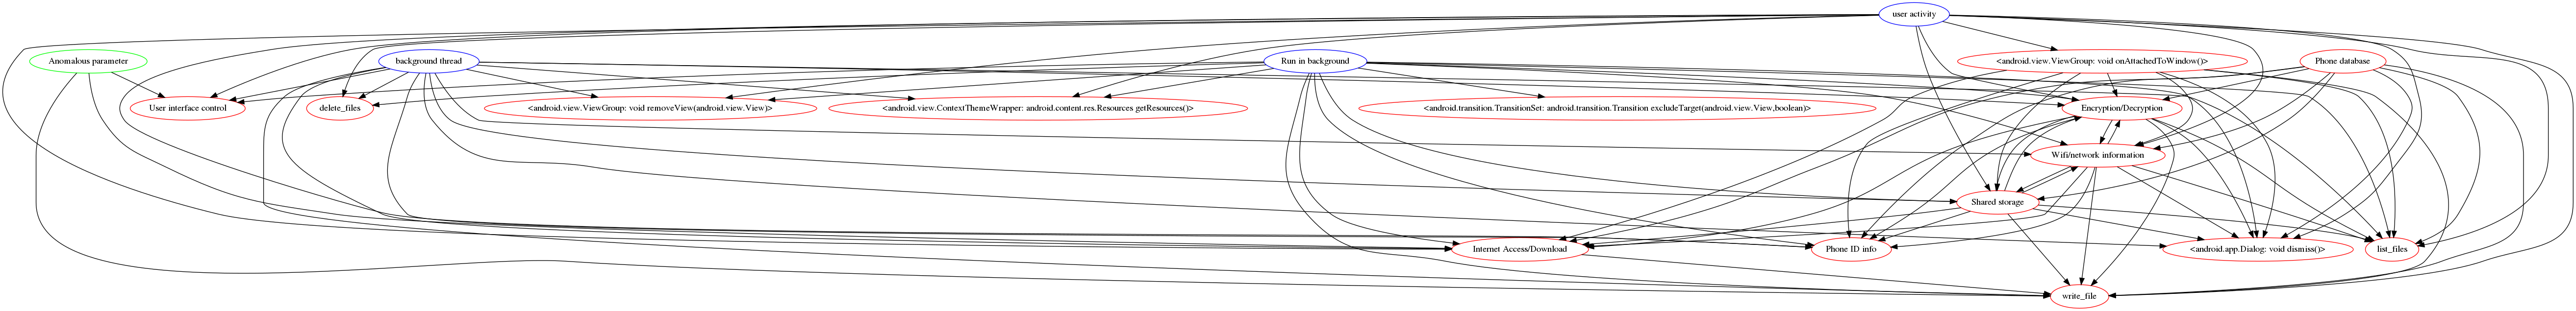 user activity
Anomalous parameter
background thread
Run in background
<android.view.ViewGroup: void onAttachedToWindow()>
Phone database
User interface control
delete_files
<android.view.ViewGroup: void removeView(android.view.View)>
<android.view.ContextThemeWrapper: android.content.res.Resources getResources()>
<android.transition.TransitionSet: android.transition.Transition excludeTarget(android.view.View,boolean)>
Encryption/Decryption
Wifi/network information
Shared storage
Internet Access/Download
Phone ID info
<android.app.Dialog: void dismiss()>
list_files
write_file